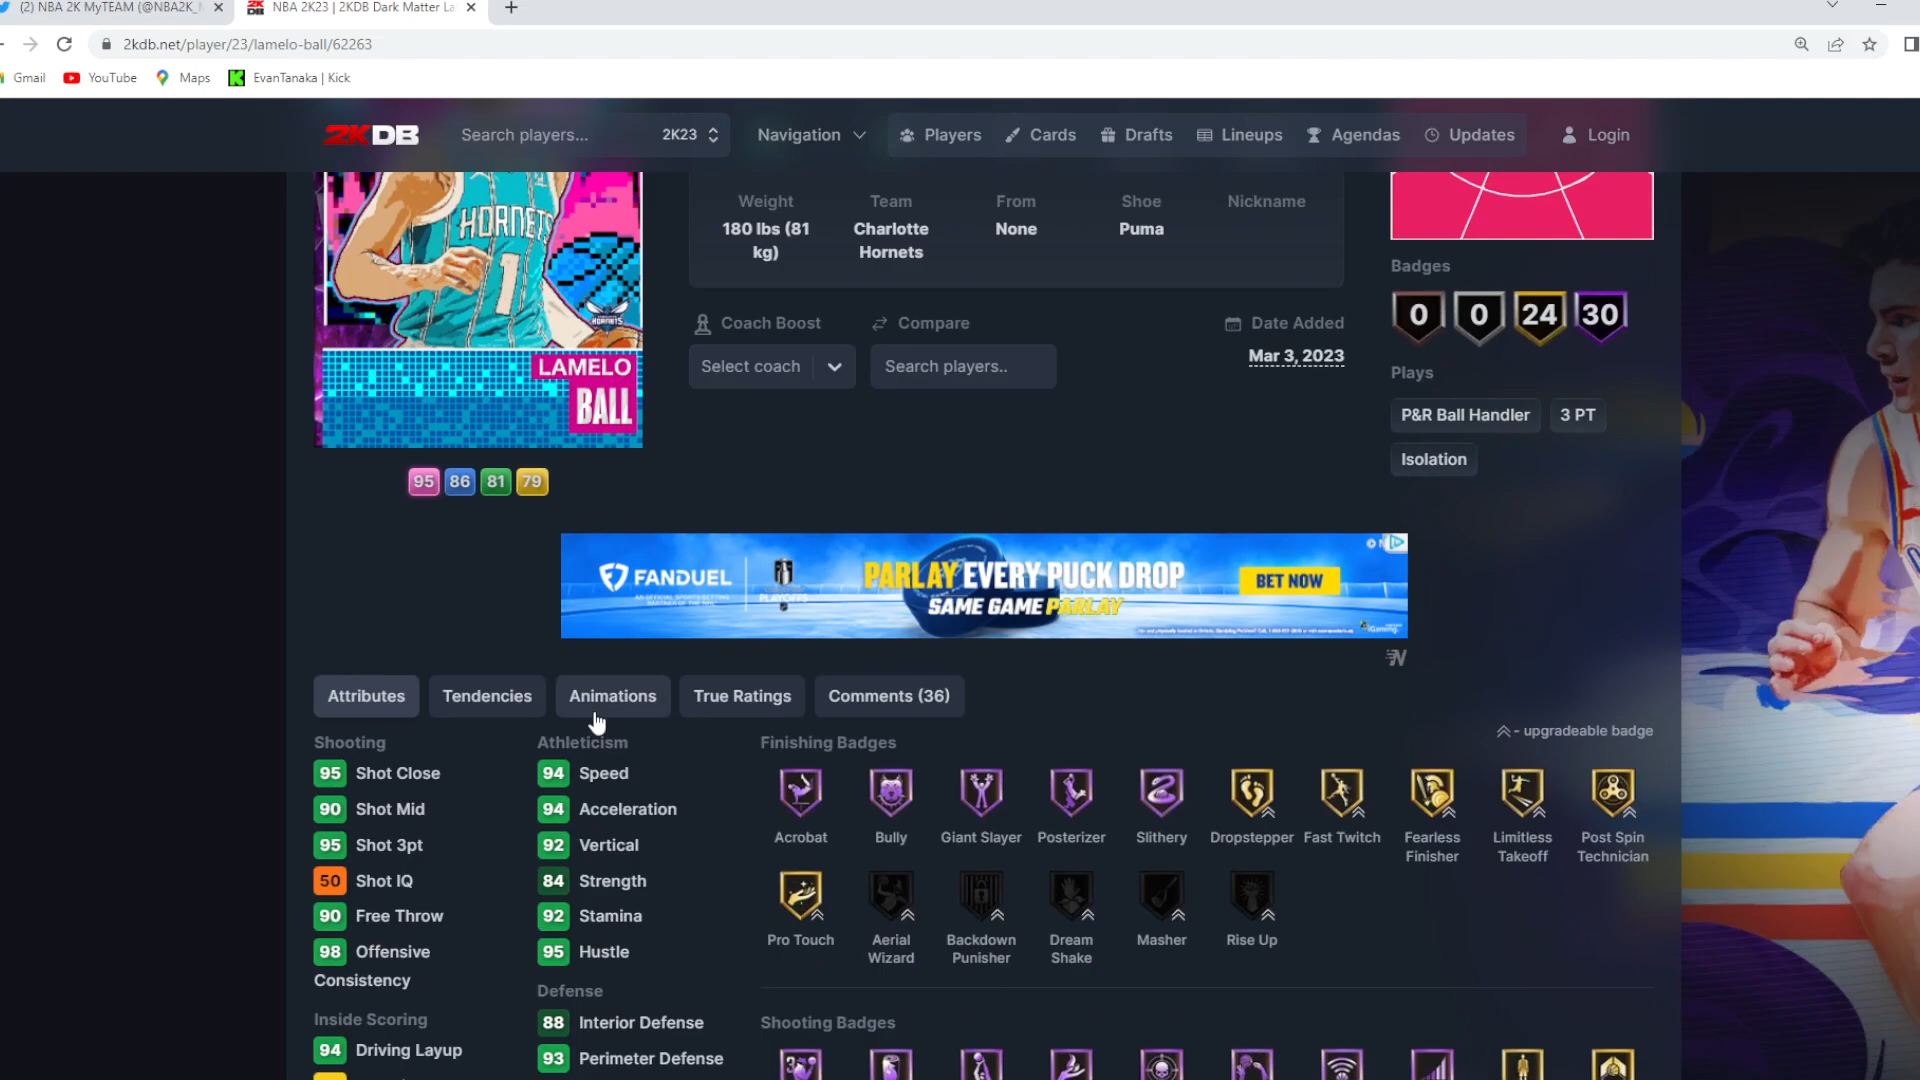 (2) NBA 2K MyTEAM (@NBA2K_
NBA 2K23 | 2KDB Dark Matter La
2kdb.net/player/23/lamelo-ball/62263
Gmail
YouTube
Maps
EvanTanaka | Kick
2KDB
Search players...
2K23
Navigation
Players
Cards
Drafts
Lineups
Agendas
Updates
Login
HORNETS
1
HORNETS
LAMELO
BALL
95 86 81 79
Weight
180 lbs (81
kg)
Team
Charlotte
Hornets
From
None
Shoe
Puma
Nickname
Coach Boost
Select coach
Compare
Search players..
Date Added
Mar 3, 2023
Badges
0 0 24 30
Plays
P&R Ball Handler
3 PT
Isolation
FANDUEL
PLAYOFFS
PARLAY EVERY PUCK DROP
SAME GAME PARLAY
BET NOW
Attributes
Tendencies
Animations
True Ratings
Comments (36)
- upgradeable badge
Shooting
95 Shot Close
90 Shot Mid
95 Shot 3pt
50 Shot IQ
90 Free Throw
98 Offensive
Consistency
Inside Scoring
94 Driving Layup
Athleticism
94 Speed
94 Acceleration
92 Vertical
84 Strength
92 Stamina
95 Hustle
Defense
88 Interior Defense
93 Perimeter Defense
Finishing Badges
Acrobat
Bully
Giant Slayer
Posterizer
Slithery
Dropstepper
Fast Twitch
Fearless
Finisher
Limitless
Takeoff
Post Spin
Technician
Pro Touch
Aerial
Wizard
Backdown
Punisher
Dream
Shake
Masher
Rise Up
Shooting Badges